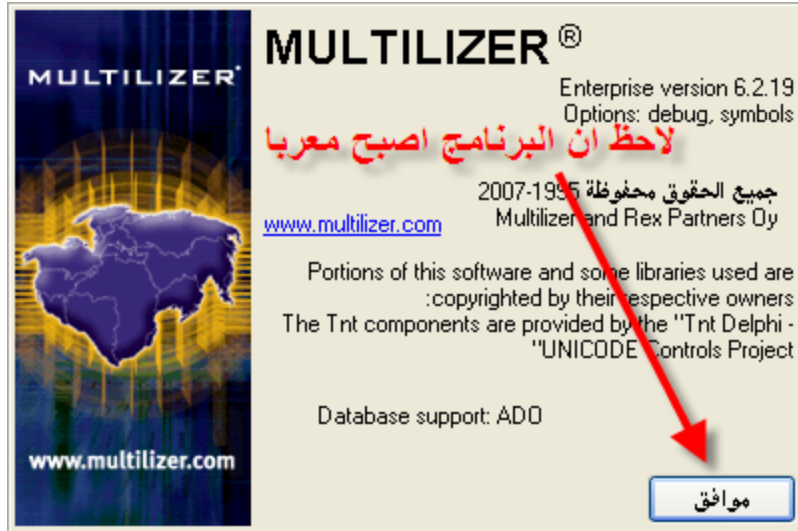 MULTILIZER®
www.multilizer.com
MULTILIZER ®
Enterprise version 6.2.19
Options: debug, symbols
لاحظ ان البرنامج اصبح معربا
جميع الحقوق محفوظة 1995-2007
www.multilizer.com
Multilizer and Rex Partners Oy
Portions of this software and some libraries used are
:copyrighted by their respective owners
The Tnt components are provided by the "Tnt Delphi -
"UNICODE Controls Project
Database support: ADO
موافق